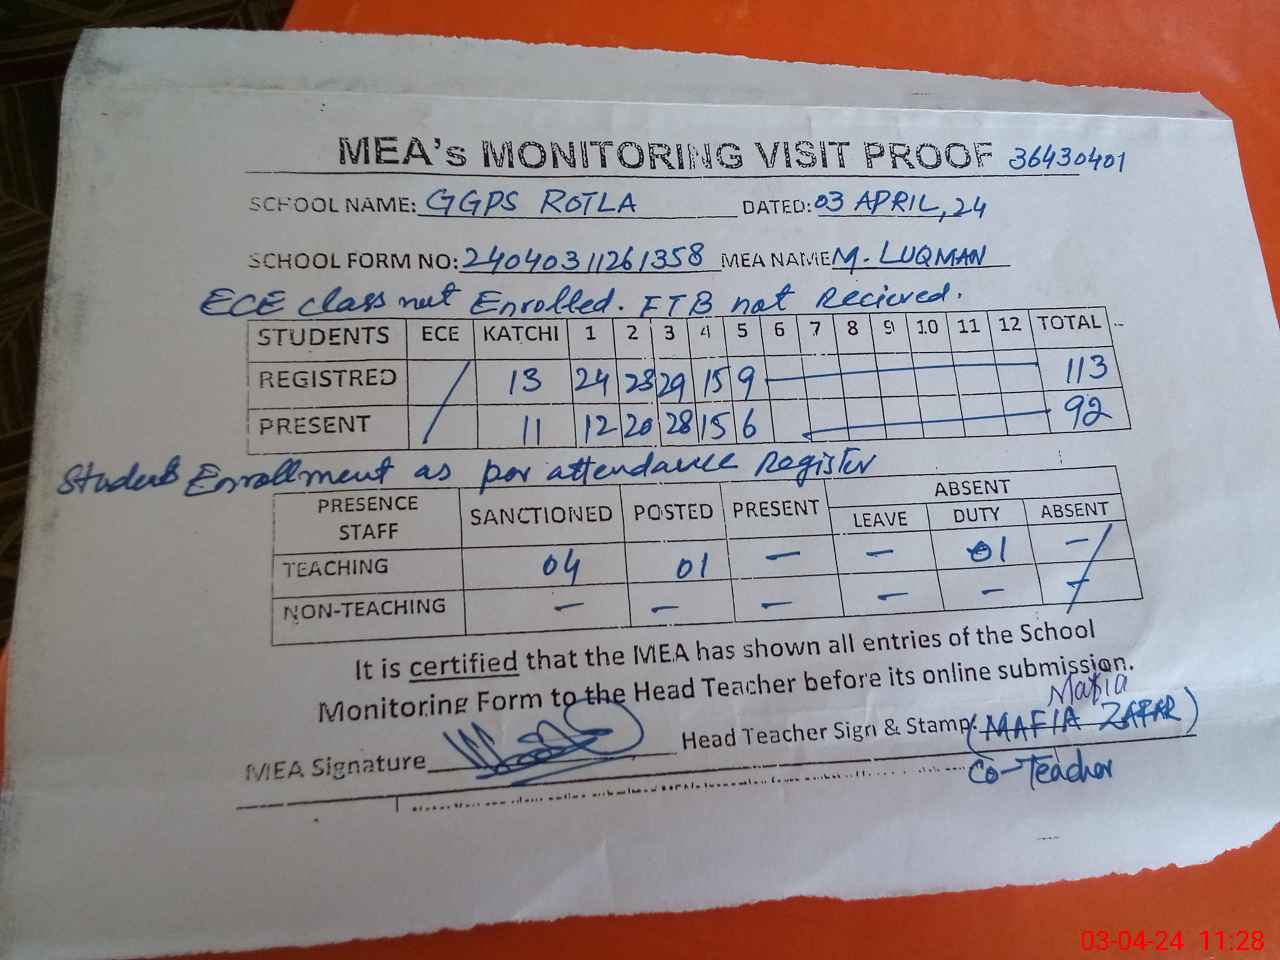 MEA's MONITORING VISIT PROOF 36430401
SCHOOL NAME: GGPS ROTLA DATED: 03 APRIL, 24
SCHOOL FORM NO: 24040311261358 MEA NAME M. LUQMAN
ECE class not Enrolled. FTB not Recieved.
STUDENTS ECE KATCHI 1 2 3 4 5 6 7 8 9 10 11 12 TOTAL
REGISTRED / 13 24 23 29 15 9 — 113
PRESENT / 11 12 20 28 15 6 — 92
Students Enrollment as per attendance Register
PRESENCE STAFF SANCTIONED POSTED PRESENT ABSENT
LEAVE DUTY ABSENT
TEACHING 04 01 — — 01 —
NON-TEACHING — — — — — —
It is certified that the MEA has shown all entries of the School
Monitoring Form to the Head Teacher before its online submission.
Mafia
MEA Signature Head Teacher Sign & Stamp: (MAFIA ZAFAR)
Co-Teacher
03-04-24 11:28